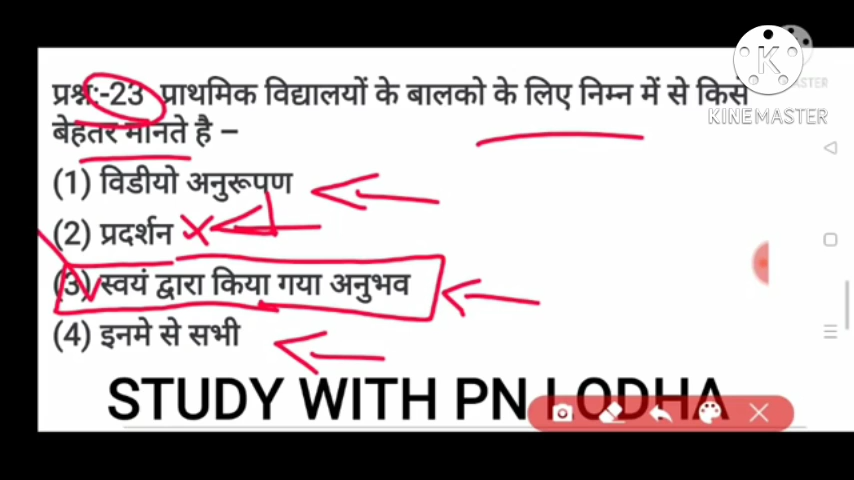 प्रश्न:-23 प्राथमिक विद्यालयों के बालको के लिए निम्न में से किसे
बेहतर मानते है –
(1) विडीयो अनुरूपण
(2) प्रदर्शन
(3) स्वयं द्वारा किया गया अनुभव
(4) इनमे से सभी
STUDY WITH PN LODHA
K
KINEMASTER